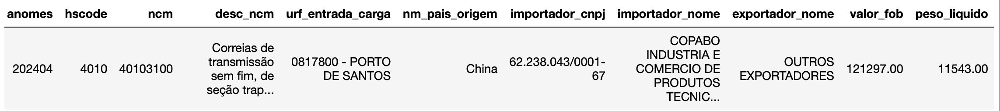 anomes hscode ncm desc_ncm urf_entrada_carga nm_pais_origem importador_cnpj importador_nome exportador_nome valor_fob peso_liquido
202404
4010
40103100
Correias de
transmissão
sem fim, de
seção trap...
0817800 - PORTO
DE SANTOS
China
62.238.043/0001-
67
COPABO
INDUSTRIA E
COMERCIO DE
PRODUTOS
TECNIC...
OUTROS
EXPORTADORES
121297.00
11543.00